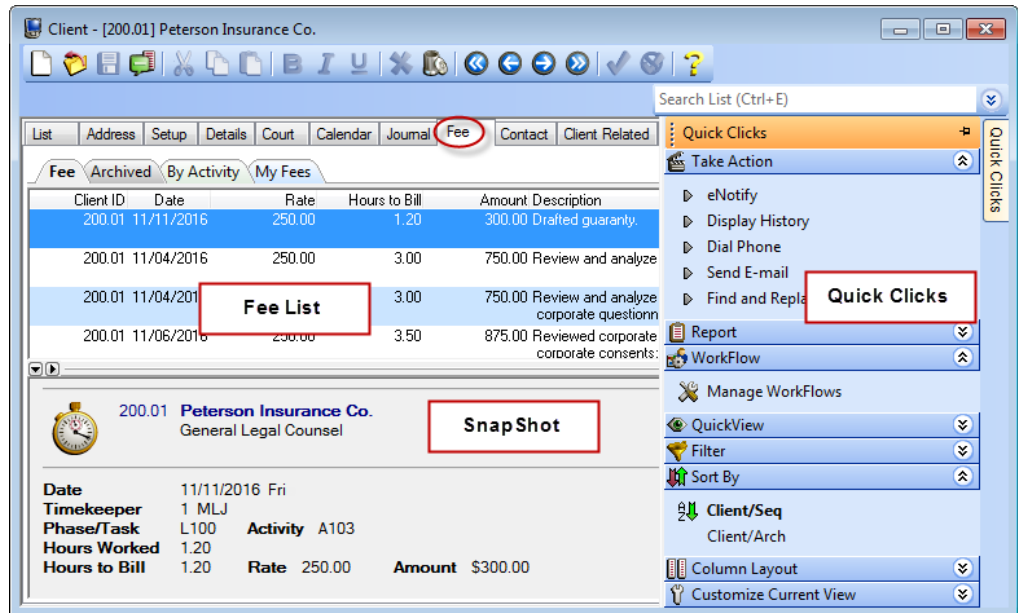 Client - [200.01] Peterson Insurance Co.
B I U
Search List (Ctrl+E)
List Address Setup Details Court Calendar Journal Fee Contact Client Related
Fee Archived By Activity My Fees
Client ID Date Rate Hours to Bill Amount Description
200.01 11/11/2016 250.00 1.20 300.00 Drafted guaranty.
200.01 11/04/2016 250.00 3.00 750.00 Review and analyze
200.01 11/04/201 3.00 750.00 Review and analyze
corporate questionn
200.01 11/06/2016 250.00 3.50 875.00 Reviewed corporate
corporate consents:
Fee List
200.01 Peterson Insurance Co.
General Legal Counsel
SnapShot
Date 11/11/2016 Fri
Timekeeper 1 MLJ
Phase/Task L100 Activity A103
Hours Worked 1.20
Hours to Bill 1.20 Rate 250.00 Amount $300.00
Quick Clicks
Take Action
eNotify
Display History
Dial Phone
Send E-mail
Find and Repla
Quick Clicks
Report
WorkFlow
Manage WorkFlows
QuickView
Filter
Sort By
Client/Seq
Client/Arch
Column Layout
Customize Current View
Quick Clicks